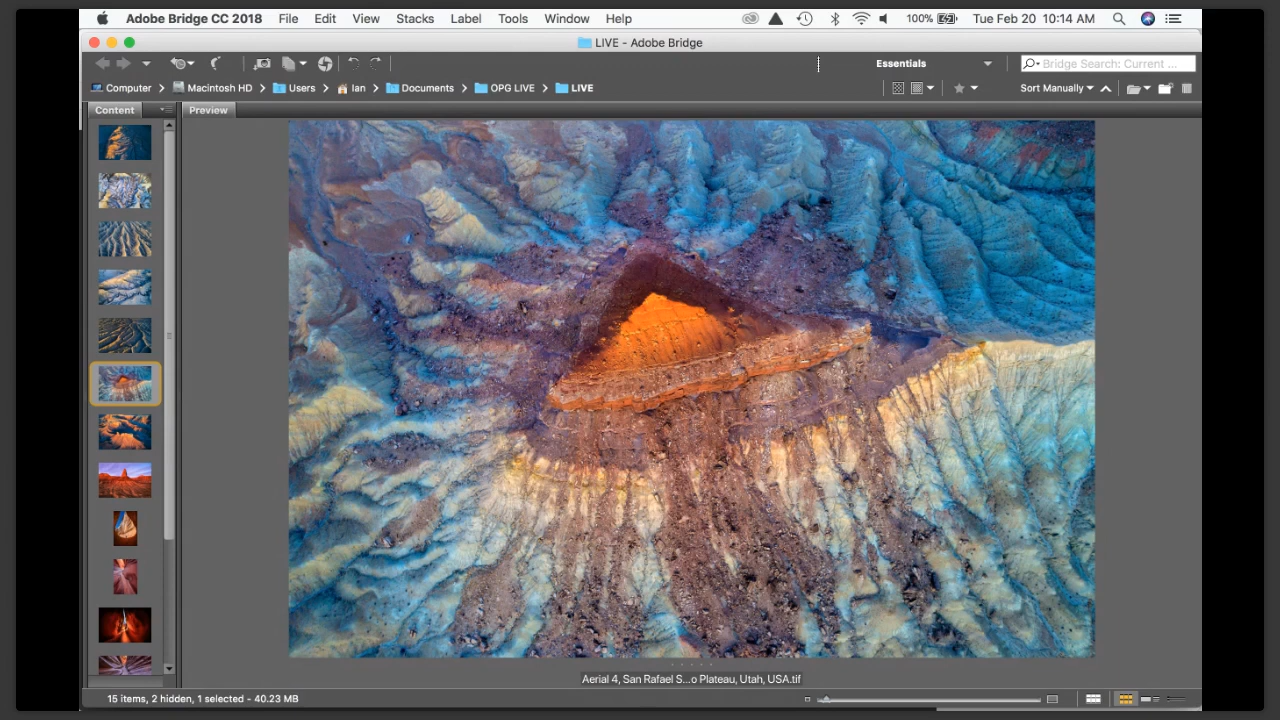 Adobe Bridge CC 2018 File Edit View Stacks Label Tools Window Help 100% Tue Feb 20 10:14 AM
LIVE - Adobe Bridge
Essentials Bridge Search: Current ...
Computer Macintosh HD Users Ian Documents OPG LIVE LIVE Sort Manually
Content Preview
Aerial 4, San Rafael S...o Plateau, Utah, USA.tif
15 items, 2 hidden, 1 selected - 40.23 MB